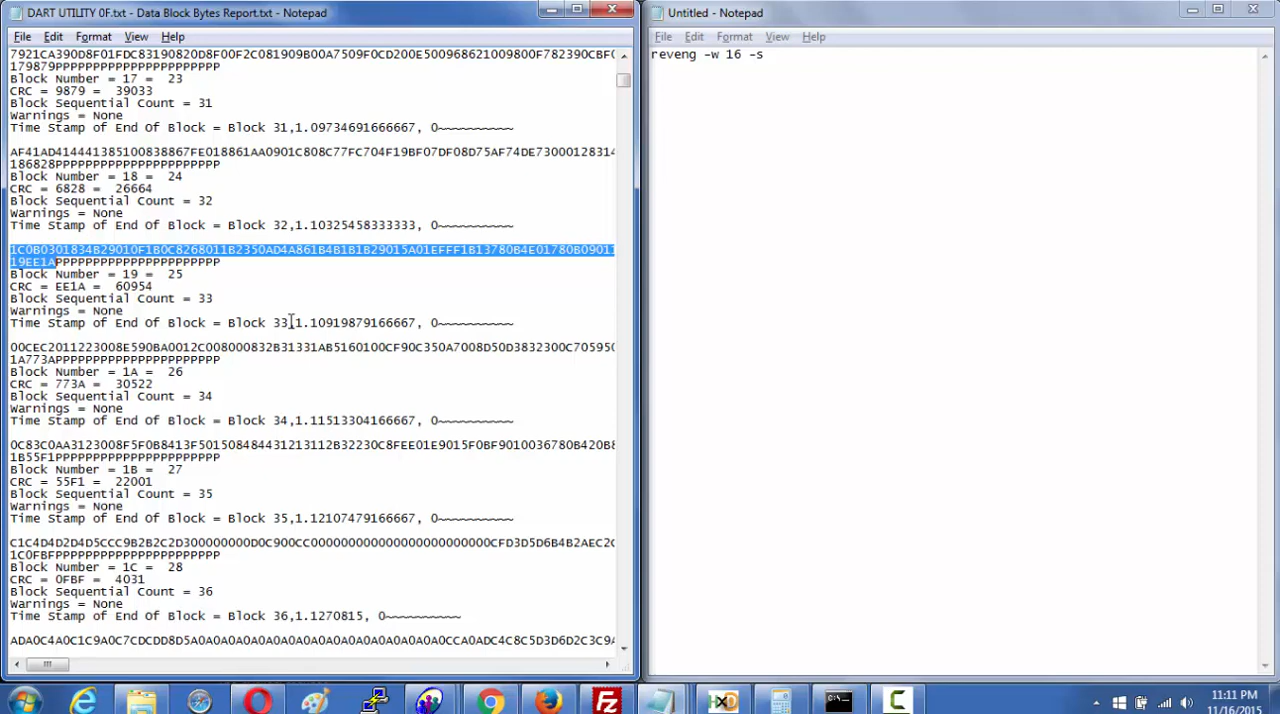 DART UTILITY 0F.txt - Data Block Bytes Report.txt - Notepad
File Edit Format View Help
7921CA390D8F01FDC83190820D8F00F2C081909B00A7509F0CD200E500968621009800F782390CBF0
179879PPPPPPPPPPPPPPPPPPPPPP
Block Number = 17 =  23
CRC = 9879 =  39033
Block Sequential Count = 31
Warnings = None
Time Stamp of End Of Block = Block 31,1.09734691666667, 0~~~~~~~~~~
AF41AD414441385100838867FE018861AA0901C808C77FC704F19BF07DF08D75AF74DE73000128314
186828PPPPPPPPPPPPPPPPPPPPPP
Block Number = 18 =  24
CRC = 6828 =  26664
Block Sequential Count = 32
Warnings = None
Time Stamp of End Of Block = Block 32,1.10325458333333, 0~~~~~~~~~~
1C0B0301834B29010F1B0C8268011B2350AD4A861B4B1B1B29015A01EFFF1B13780B4E01780B09011
19EE1APPPPPPPPPPPPPPPPPPPPPP
Block Number = 19 =  25
CRC = EE1A =  60954
Block Sequential Count = 33
Warnings = None
Time Stamp of End Of Block = Block 33,1.10919879166667, 0~~~~~~~~~~
00CEC2011223008E590BA0012C008000832B31331AB5160100CF90C350A7008D50D3832300C705950
1A773APPPPPPPPPPPPPPPPPPPPPP
Block Number = 1A =  26
CRC = 773A =  30522
Block Sequential Count = 34
Warnings = None
Time Stamp of End Of Block = Block 34,1.11513304166667, 0~~~~~~~~~~
0C83C0AA3123008F5F0B8413F5015084844312131​12B32230C8FEE01E9015F0BF9010036780B420B8
1B55F1PPPPPPPPPPPPPPPPPPPPPP
Block Number = 1B =  27
CRC = 55F1 =  22001
Block Sequential Count = 35
Warnings = None
Time Stamp of End Of Block = Block 35,1.12107479166667, 0~~~~~~~~~~
C1C4D4D2D4D5CCC9B2B2C2D300000000D0C900CC0000000000000000000000CFD3D5D6B4B2AEC2C
1C0FBFPPPPPPPPPPPPPPPPPPPPPP
Block Number = 1C =  28
CRC = 0FBF =  4031
Block Sequential Count = 36
Warnings = None
Time Stamp of End Of Block = Block 36,1.1270815, 0~~~~~~~~~~
ADA0C4A0C1C9A0C7CDCDD8D5A0A0A0A0A0A0A0A0A0A0A0A0A0A0A0A0A0CCA0ADC4C8C5D3D6D2C3C9A
Untitled - Notepad
File Edit Format View Help
reveng -w 16 -s
11:11 PM
11/16/2015